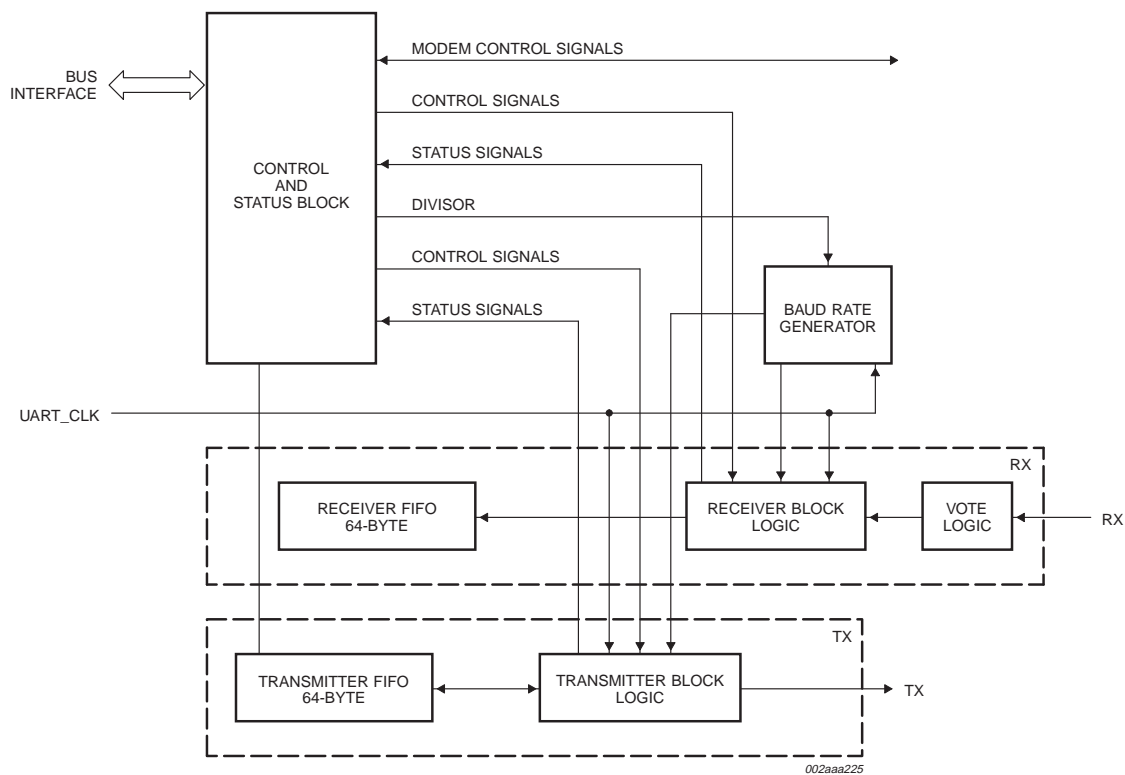 MODEM CONTROL SIGNALS
BUS
INTERFACE
CONTROL SIGNALS
STATUS SIGNALS
CONTROL
AND
STATUS BLOCK
DIVISOR
CONTROL SIGNALS
STATUS SIGNALS
BAUD RATE
GENERATOR
UART_CLK
RX
RECEIVER FIFO
64-BYTE
RECEIVER BLOCK
LOGIC
VOTE
LOGIC
RX
TX
TRANSMITTER FIFO
64-BYTE
TRANSMITTER BLOCK
LOGIC
TX
002aaa225